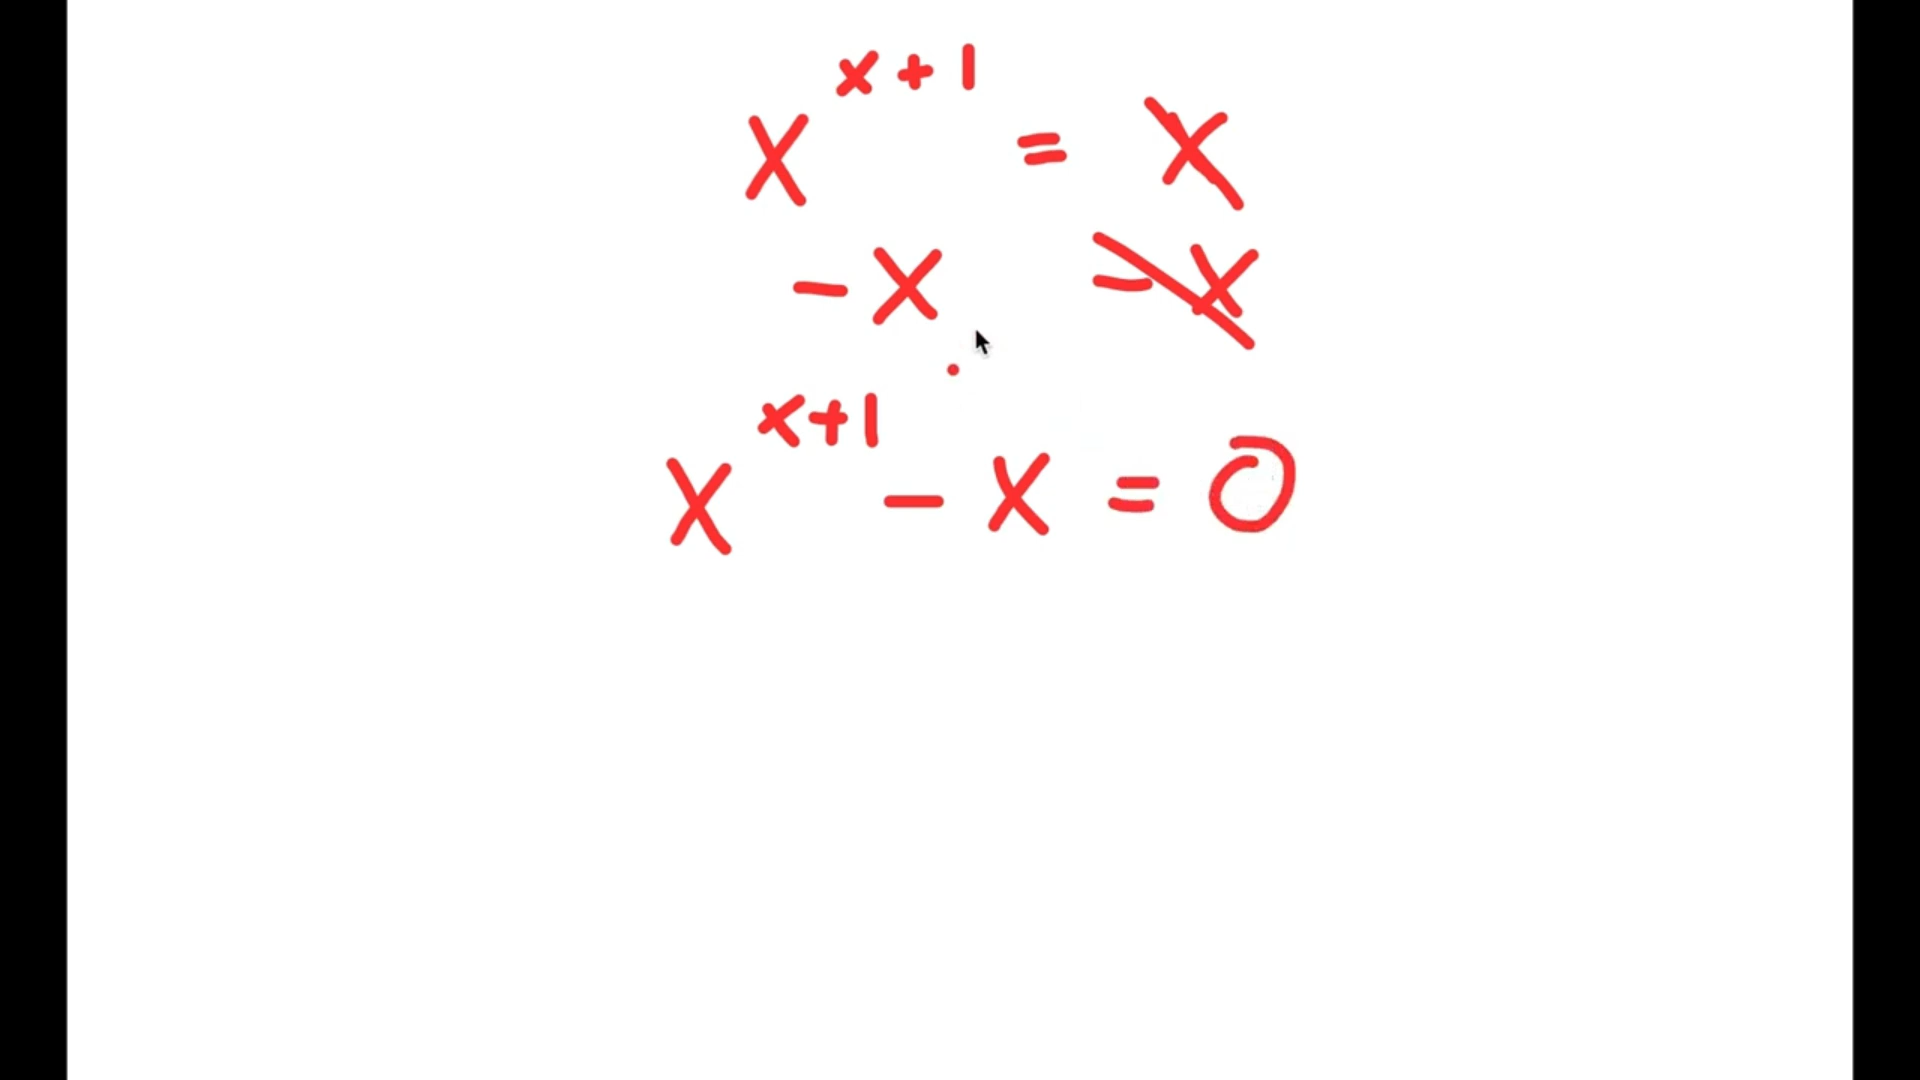 x^{x+1} = x
- x - x
x^{x+1} - x = 0